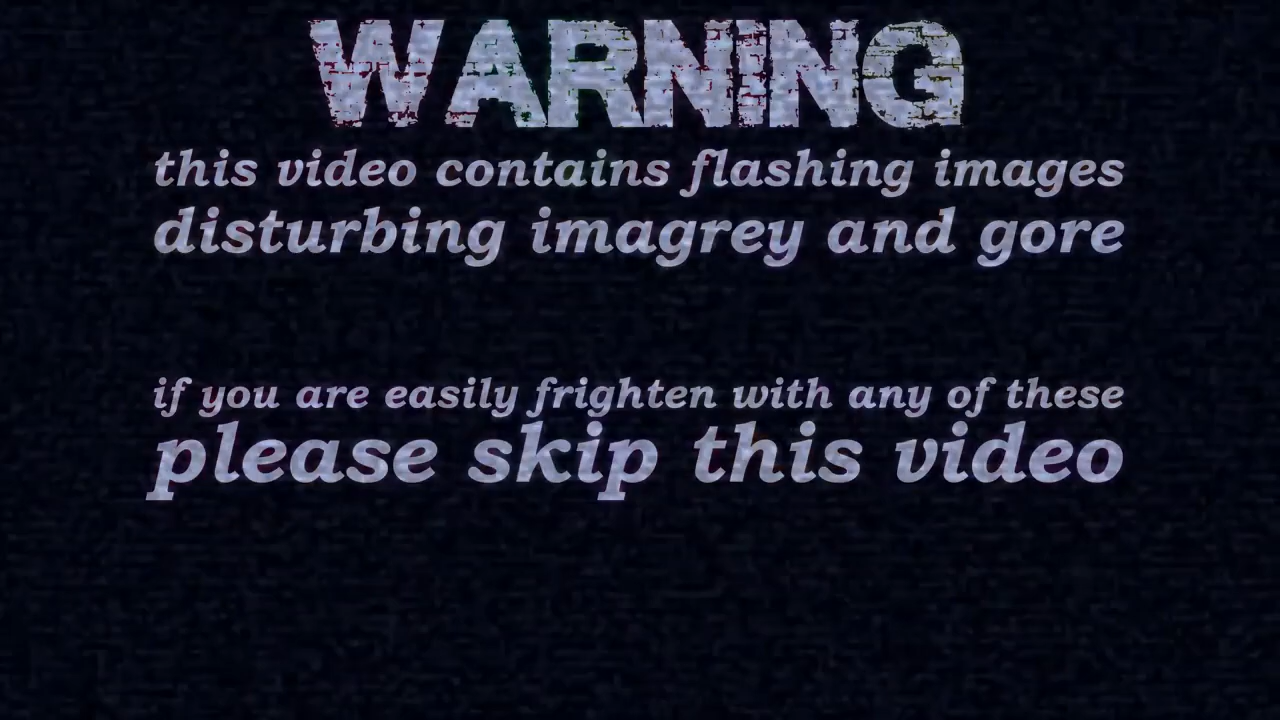 WARNING
this video contains flashing images
disturbing imagrey and gore
if you are easily frighten with any of these
please skip this video